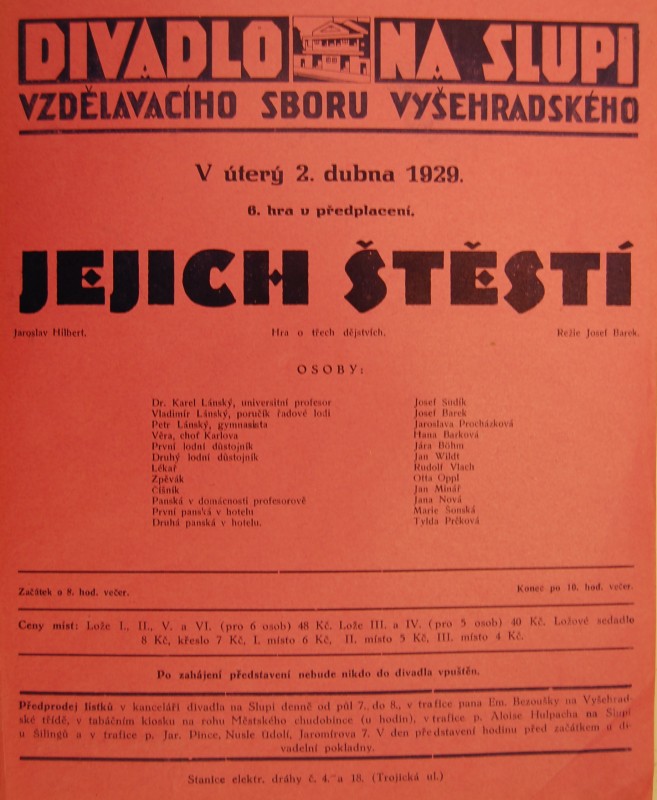 DIVADLO NA SLUPI
VZDĚLAVACÍHO SBORU VYŠEHRADSKÉHO
V úterý 2. dubna 1929.
6. hra v předplacení.
JEJICH ŠTĚSTÍ
Jaroslav Hilbert. Hra o třech dějstvích. Režie Josef Barek.
OSOBY:
Dr. Karel Lánský, universitní profesor Josef Sudík
Vladimír Lánský, poručík řadové lodi Josef Barek
Petr Lánský, gymnasista Jaroslava Procházková
Věra, choť Karlova Hana Barková
První lodní důstojník Jára Böhm
Druhý lodní důstojník Jan Wildt
Lékař Rudolf Vlach
Zpěvák Otta Oppl
Číšník Jan Minář
Panská v domácnosti profesorově Jana Nová
První panská v hotelu Marie Šonská
Druhá panská v hotelu. Tylda Prčková
Začátek o 8. hod. večer. Konec po 10. hod. večer.
Ceny míst: Lože I., II., V. a VI. (pro 6 osob) 48 Kč. Lože III. a IV. (pro 5 osob) 40 Kč. Ložové sedadlo
8 Kč, křeslo 7 Kč, I. místo 6 Kč, II. místo 5 Kč, III. místo 4 Kč.
Po zahájení představení nebude nikdo do divadla vpuštěn.
Předprodej lístků v kanceláři divadla na Slupi denně od půl 7., do 8., v trafice pana Em. Bezoušky na Vyšehrad-
ské třídě, v tabáčním kiosku na rohu Městského chudobince (u hodin), v trafice p. Aloise Hulpacha na Slupi
u Šilingů a v trafice p. Jar. Pince, Nusle údolí, Jaromírova 7. V den představení hodinu před začátkem u di-
vadelní pokladny.
Stanice elektr. dráhy č. 4. a 18. (Trojická ul.)